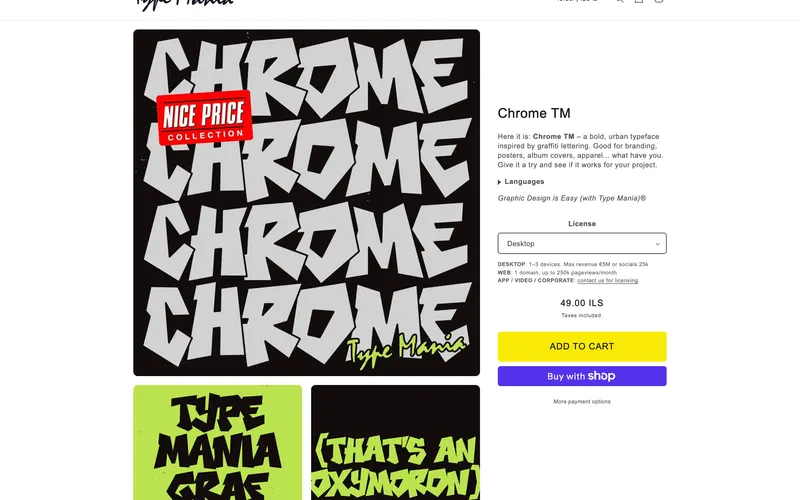 Type Mania
CHROME
NICE PRICE
COLLECTION
CHROME
CHROME
CHROME
Type Mania
TYPE
MANIA
GRAF
(THAT'S AN
OXYMORON)
Chrome TM
Here it is: Chrome TM – a bold, urban typeface
inspired by graffiti lettering. Good for branding,
posters, album covers, apparel... what have you.
Give it a try and see if it works for your project.
Languages
Graphic Design is Easy (with Type Mania)®
License
Desktop
DESKTOP: 1–3 devices. Max revenue €5M or socials 25k
WEB: 1 domain, up to 250k pageviews/month
APP / VIDEO / CORPORATE: contact us for licensing
49.00 ILS
Taxes included.
ADD TO CART
Buy with shop
More payment options